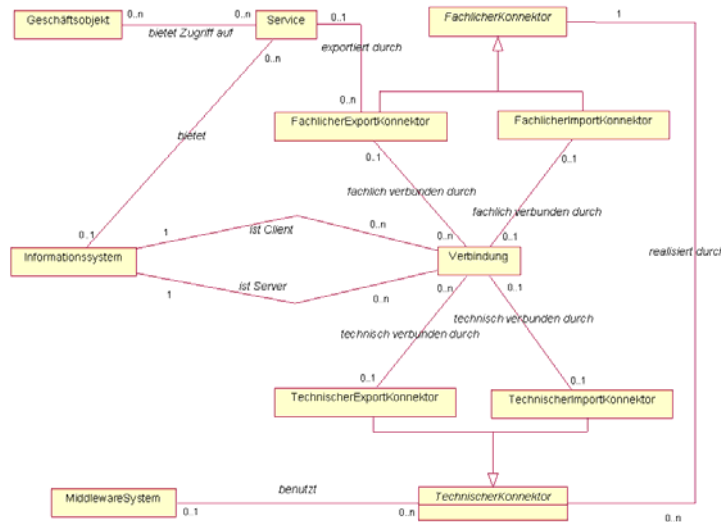 Geschäftsobjekt
0..n
0..n
bietet Zugriff auf
Service
0..1
FachlicherKonnektor
1
exportiert durch
0..n
0..n
FachlicherExportKonnektor
FachlicherImportKonnektor
bietet
0..1
0..1
fachlich verbunden durch
fachlich verbunden durch
0..1
1
ist Client
0..n
0..n
0..1
Informationssystem
Verbindung
realisiert durch
1
ist Server
0..n
0..n
0..1
technisch verbunden durch
technisch verbunden durch
0..1
0..1
TechnischerExportKonnektor
TechnischerImportKonnektor
MiddlewareSystem
benutzt
TechnischerKonnektor
0..1
0..n
0..n